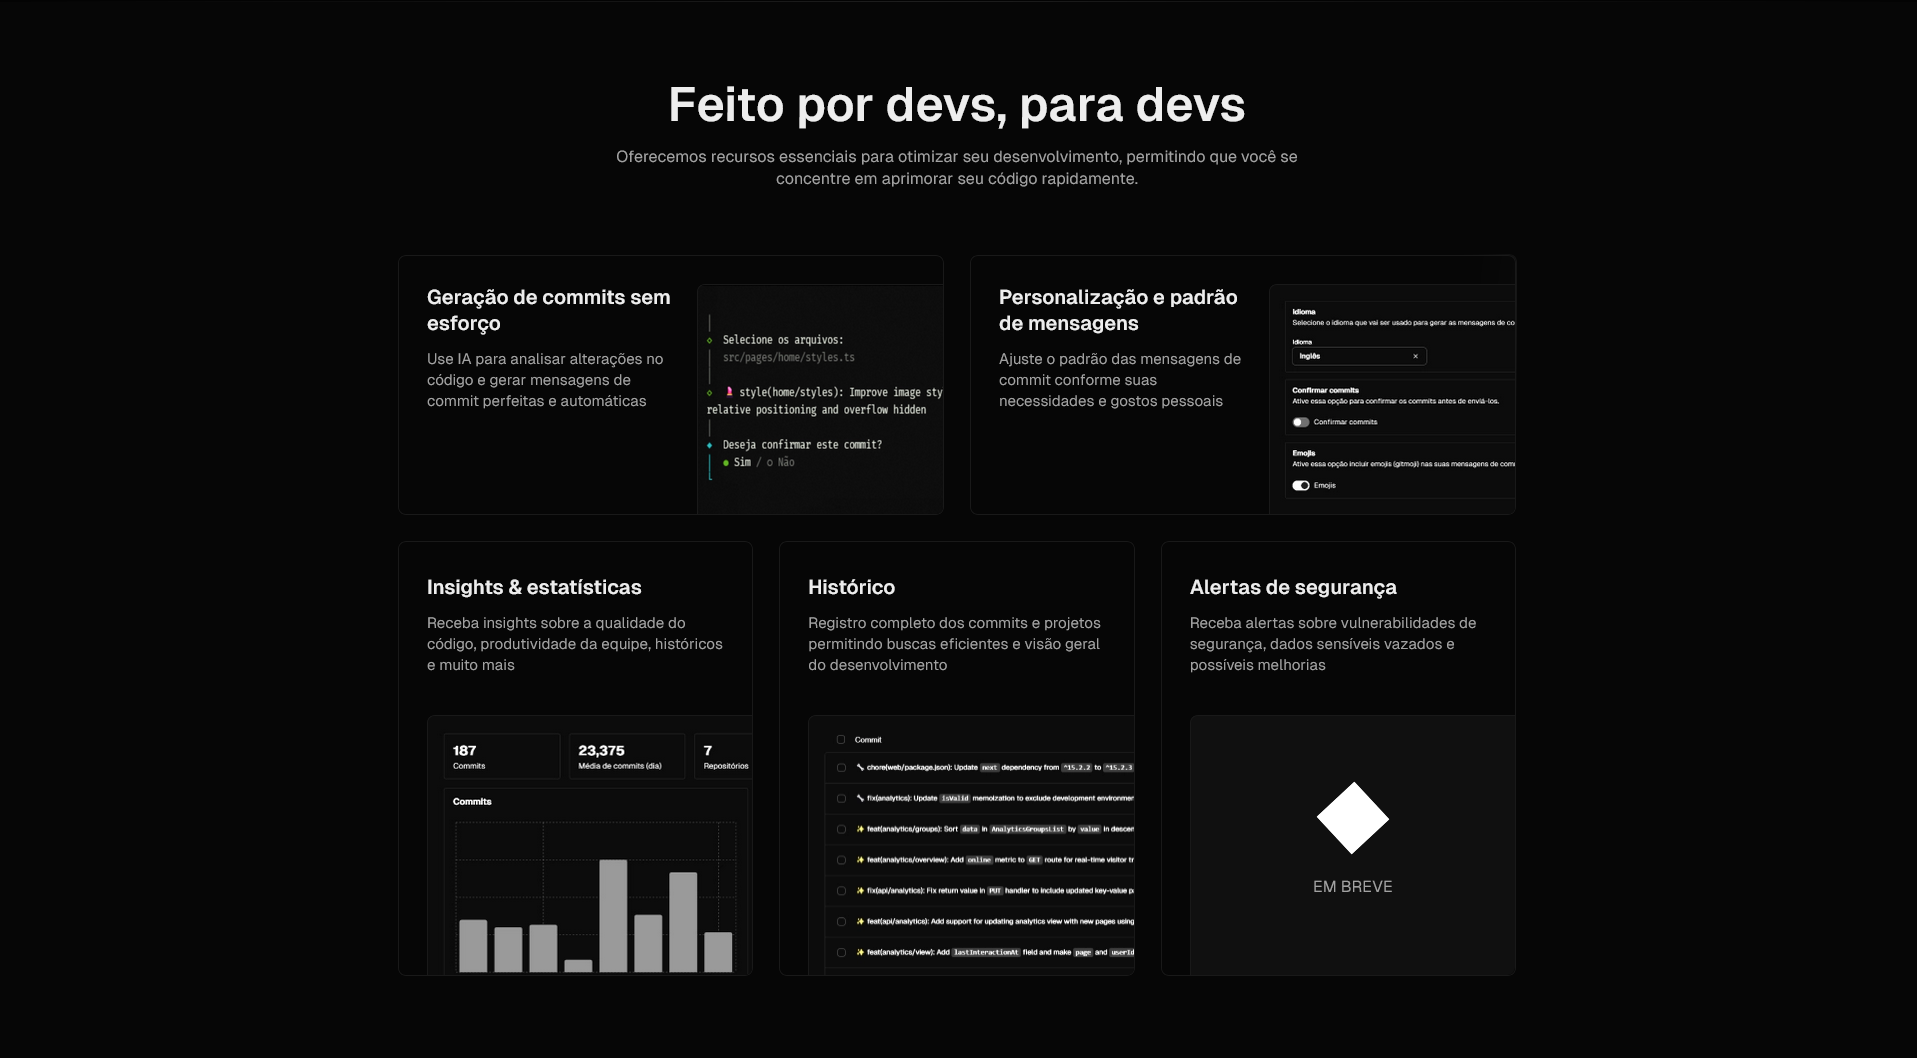 Feito por devs, para devs
Oferecemos recursos essenciais para otimizar seu desenvolvimento, permitindo que você se
concentre em aprimorar seu código rapidamente.
Geração de commits sem
esforço
Use IA para analisar alterações no
código e gerar mensagens de
commit perfeitas e automáticas
Selecione os arquivos:
src/pages/home/styles.ts
💄 style(home/styles): Improve image sty
relative positioning and overflow hidden
Deseja confirmar este commit?
● Sim / o Não
Personalização e padrão
de mensagens
Ajuste o padrão das mensagens de
commit conforme suas
necessidades e gostos pessoais
Idioma
Selecione o idioma que vai ser usado para gerar as mensagens de co
Idioma
Inglês ×
Confirmar commits
Ative essa opção para confirmar os commits antes de enviá-los.
Confirmar commits
Emojis
Ative essa opção incluir emojis (gitmoji) nas suas mensagens de com
Emojis
Insights & estatísticas
Receba insights sobre a qualidade do
código, produtividade da equipe, históricos
e muito mais
187
Commits
23,375
Média de commits (dia)
7
Repositórios
Commits
Histórico
Registro completo dos commits e projetos
permitindo buscas eficientes e visão geral
do desenvolvimento
Commit
🔧 chore(web/package.json): Update next dependency from ^15.2.2 to ^15.2.3
🔧 fix(analytics): Update isValid memoization to exclude development environmen
✨ feat(analytics/groups): Sort data in AnalyticsGroupsList by value in descen
✨ feat(analytics/overview): Add online metric to GET route for real-time visitor tr
✨ fix(api/analytics): Fix return value in PUT handler to include updated key-value p
✨ feat(api/analytics): Add support for updating analytics view with new pages using
✨ feat(analytics/view): Add lastInteractionAt field and make page and userId
Alertas de segurança
Receba alertas sobre vulnerabilidades de
segurança, dados sensíveis vazados e
possíveis melhorias
EM BREVE